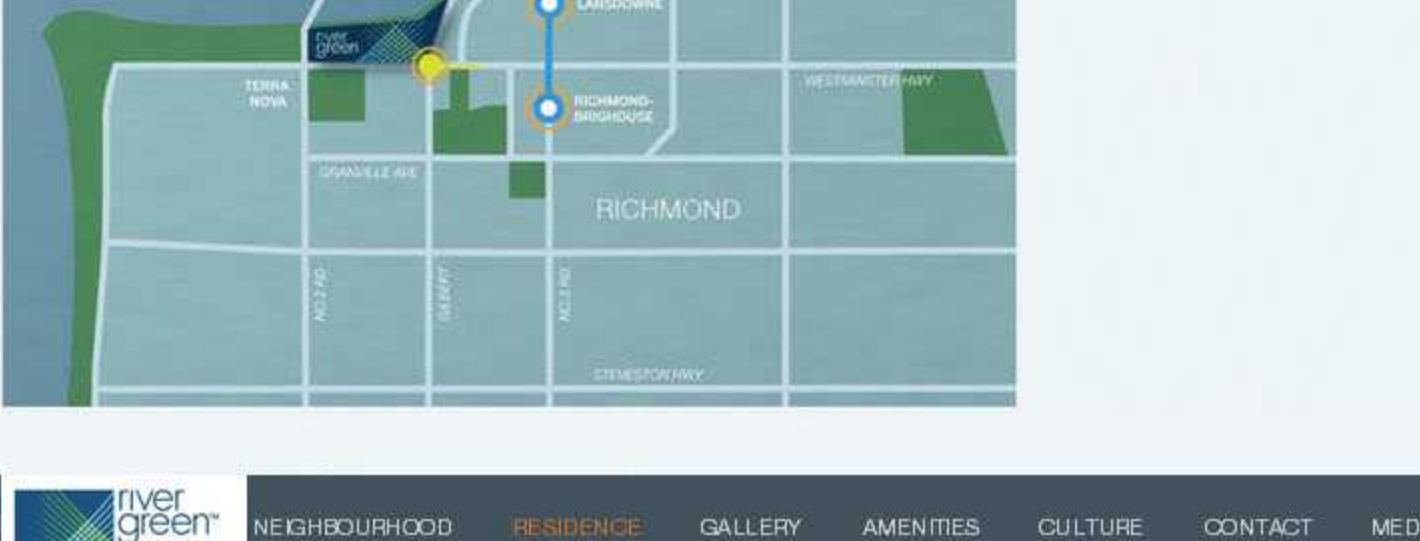 LANSDOWNE
river
green
TERRA
NOVA
WESTMINSTER HWY
RICHMOND-
BRIGHOUSE
GRANVILLE AVE
RICHMOND
NO. 2 RD
GILBERT
NO. 3 RD
STEVESTON HWY
river
green™
NEIGHBOURHOOD RESIDENCE GALLERY AMENITIES CULTURE CONTACT MED